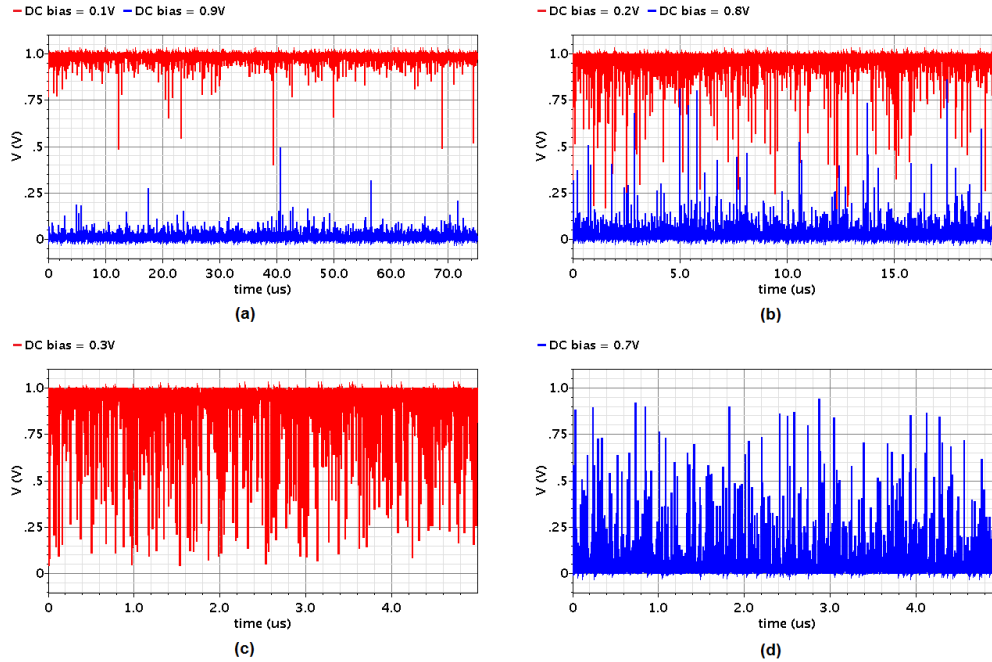 DC bias = 0.1V DC bias = 0.9V
DC bias = 0.2V DC bias = 0.8V
1.0
.75
.5
.25
0
V (V)
0 10.0 20.0 30.0 40.0 50.0 60.0 70.0
time (us)
(a)
1.0
.75
.5
.25
0
V (V)
0 5.0 10.0 15.0
time (us)
(b)
DC bias = 0.3V
DC bias = 0.7V
1.0
.75
.5
.25
0
V (V)
0 1.0 2.0 3.0 4.0
time (us)
(c)
1.0
.75
.5
.25
0
V (V)
0 1.0 2.0 3.0 4.0
time (us)
(d)